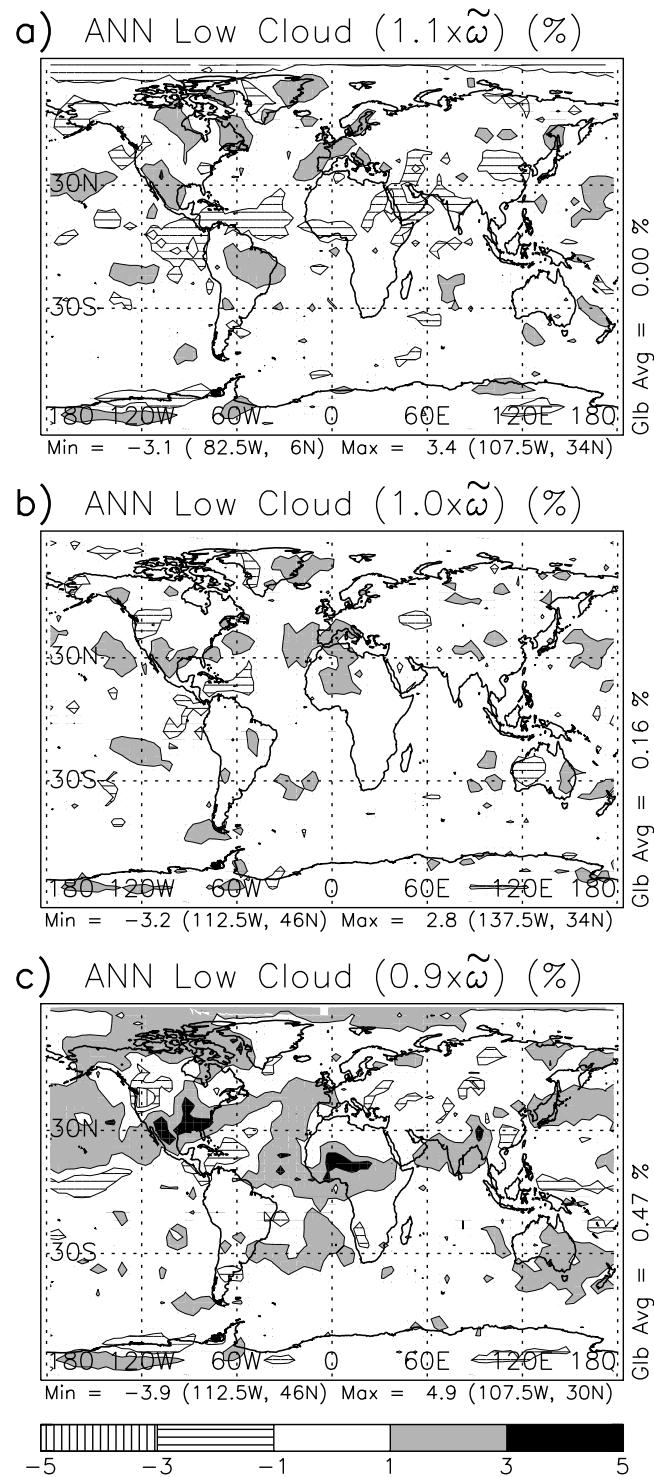 a) ANN Low Cloud (1.1xω̃) (%)
30N
30S
180 120W 60W 0 60E 120E 180
Min = -3.1 ( 82.5W, 6N) Max = 3.4 (107.5W, 34N)
Glb Avg = 0.00 %
b) ANN Low Cloud (1.0xω̃) (%)
30N
30S
180 120W 60W 0 60E 120E 180
Min = -3.2 (112.5W, 46N) Max = 2.8 (137.5W, 34N)
Glb Avg = 0.16 %
c) ANN Low Cloud (0.9xω̃) (%)
30N
30S
180 120W 60W 0 60E 120E 180
Min = -3.9 (112.5W, 46N) Max = 4.9 (107.5W, 30N)
Glb Avg = 0.47 %
-5 -3 -1 1 3 5